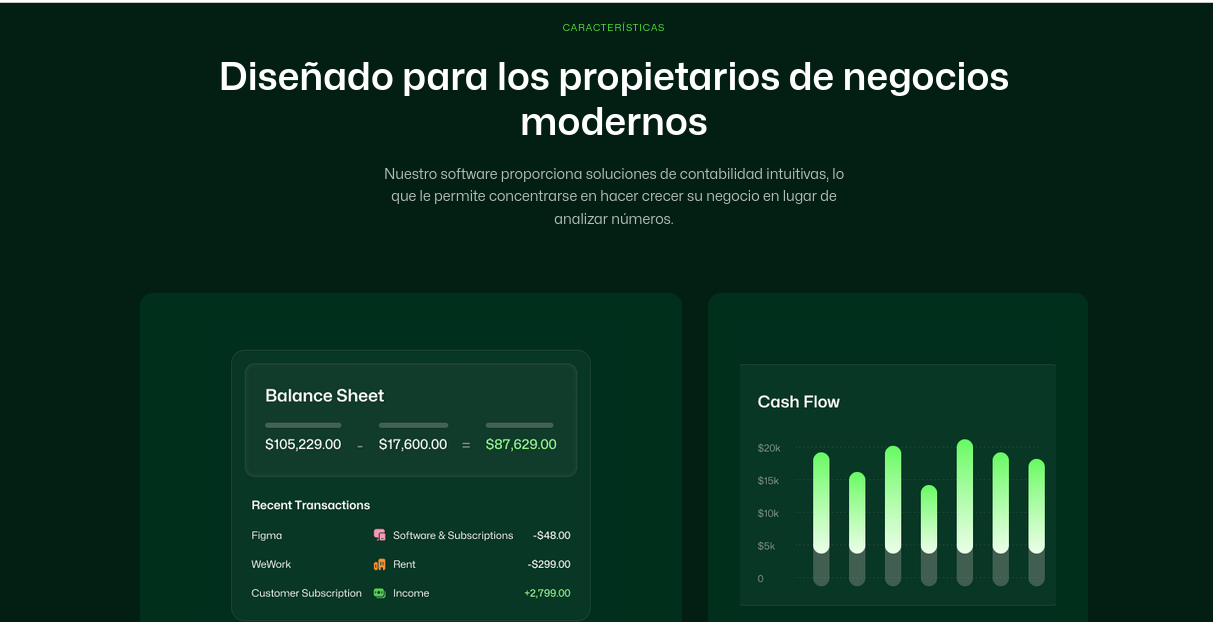 CARACTERÍSTICAS
Diseñado para los propietarios de negocios
modernos
Nuestro software proporciona soluciones de contabilidad intuitivas, lo
que le permite concentrarse en hacer crecer su negocio en lugar de
analizar números.
Balance Sheet
$105,229.00 - $17,600.00 = $87,629.00
Recent Transactions
Figma Software & Subscriptions -$48.00
WeWork Rent -$299.00
Customer Subscription Income +2,799.00
Cash Flow
$20k
$15k
$10k
$5k
0